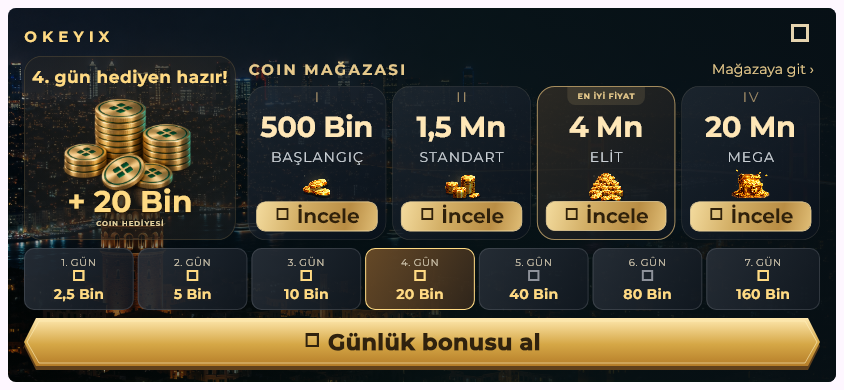 OKEYIX
4. gün hediyen hazır!
+ 20 Bin
COIN HEDİYESİ
COIN MAĞAZASI
Mağazaya git ›
I
500 Bin
BAŞLANGIÇ
İncele
II
1,5 Mn
STANDART
İncele
EN İYİ FİYAT
4 Mn
ELİT
İncele
IV
20 Mn
MEGA
İncele
1. GÜN
2,5 Bin
2. GÜN
5 Bin
3. GÜN
10 Bin
4. GÜN
20 Bin
5. GÜN
40 Bin
6. GÜN
80 Bin
7. GÜN
160 Bin
Günlük bonusu al